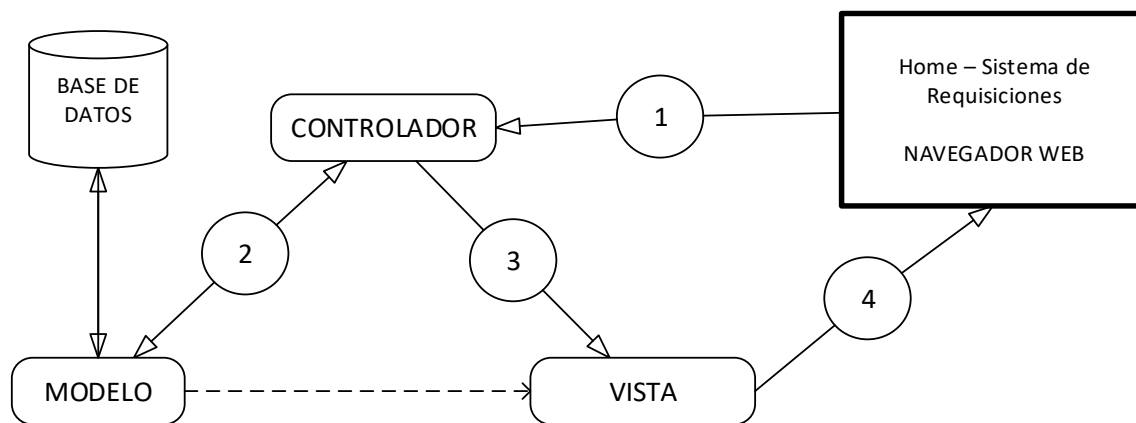 BASE DE
DATOS
CONTROLADOR
1
Home – Sistema de
Requisiciones
NAVEGADOR WEB
2
3
4
MODELO
VISTA